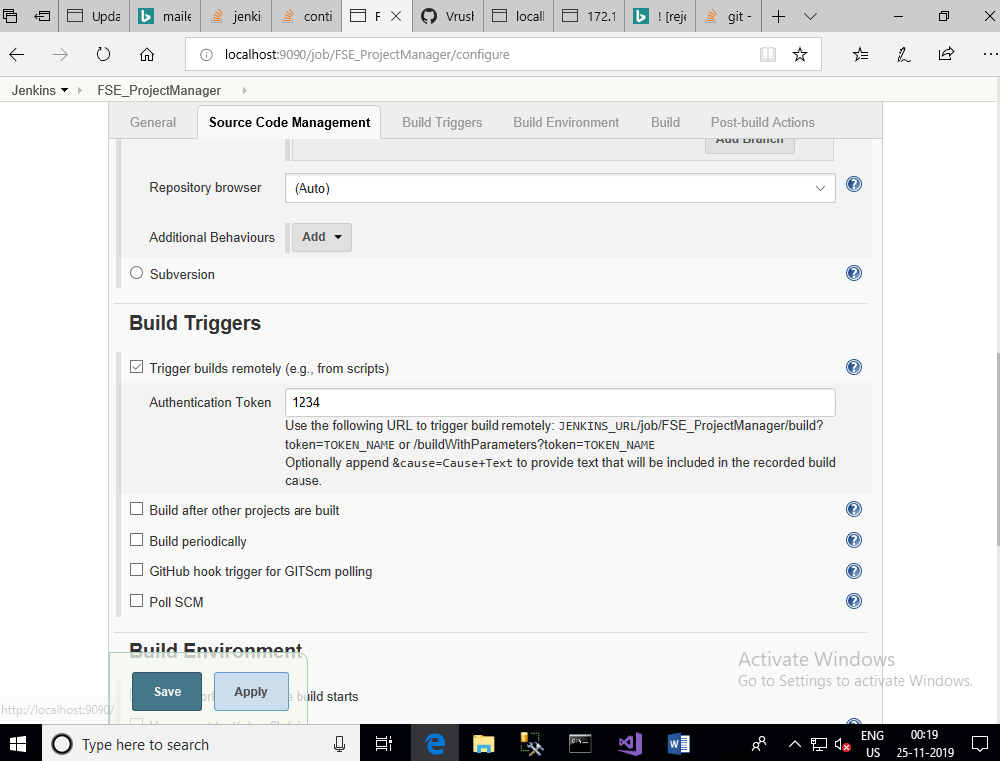 Upda
maile
jenki
conti
F
Vrush
locall
172.1
! [reje
git -
localhost:9090/job/FSE_ProjectManager/configure
Jenkins
FSE_ProjectManager
General
Source Code Management
Build Triggers
Build Environment
Build
Post-build Actions
Add Branch
Repository browser
(Auto)
Additional Behaviours
Add
Subversion
Build Triggers
Trigger builds remotely (e.g., from scripts)
Authentication Token
1234
Use the following URL to trigger build remotely: JENKINS_URL/job/FSE_ProjectManager/build?
token=TOKEN_NAME or /buildWithParameters?token=TOKEN_NAME
Optionally append &cause=Cause+Text to provide text that will be included in the recorded build
cause.
Build after other projects are built
Build periodically
GitHub hook trigger for GITScm polling
Poll SCM
Build Environment
build starts
Save
Apply
http://localhost:9090/
Activate Windows
Go to Settings to activate Windows.
Type here to search
ENG
US
00:19
25-11-2019